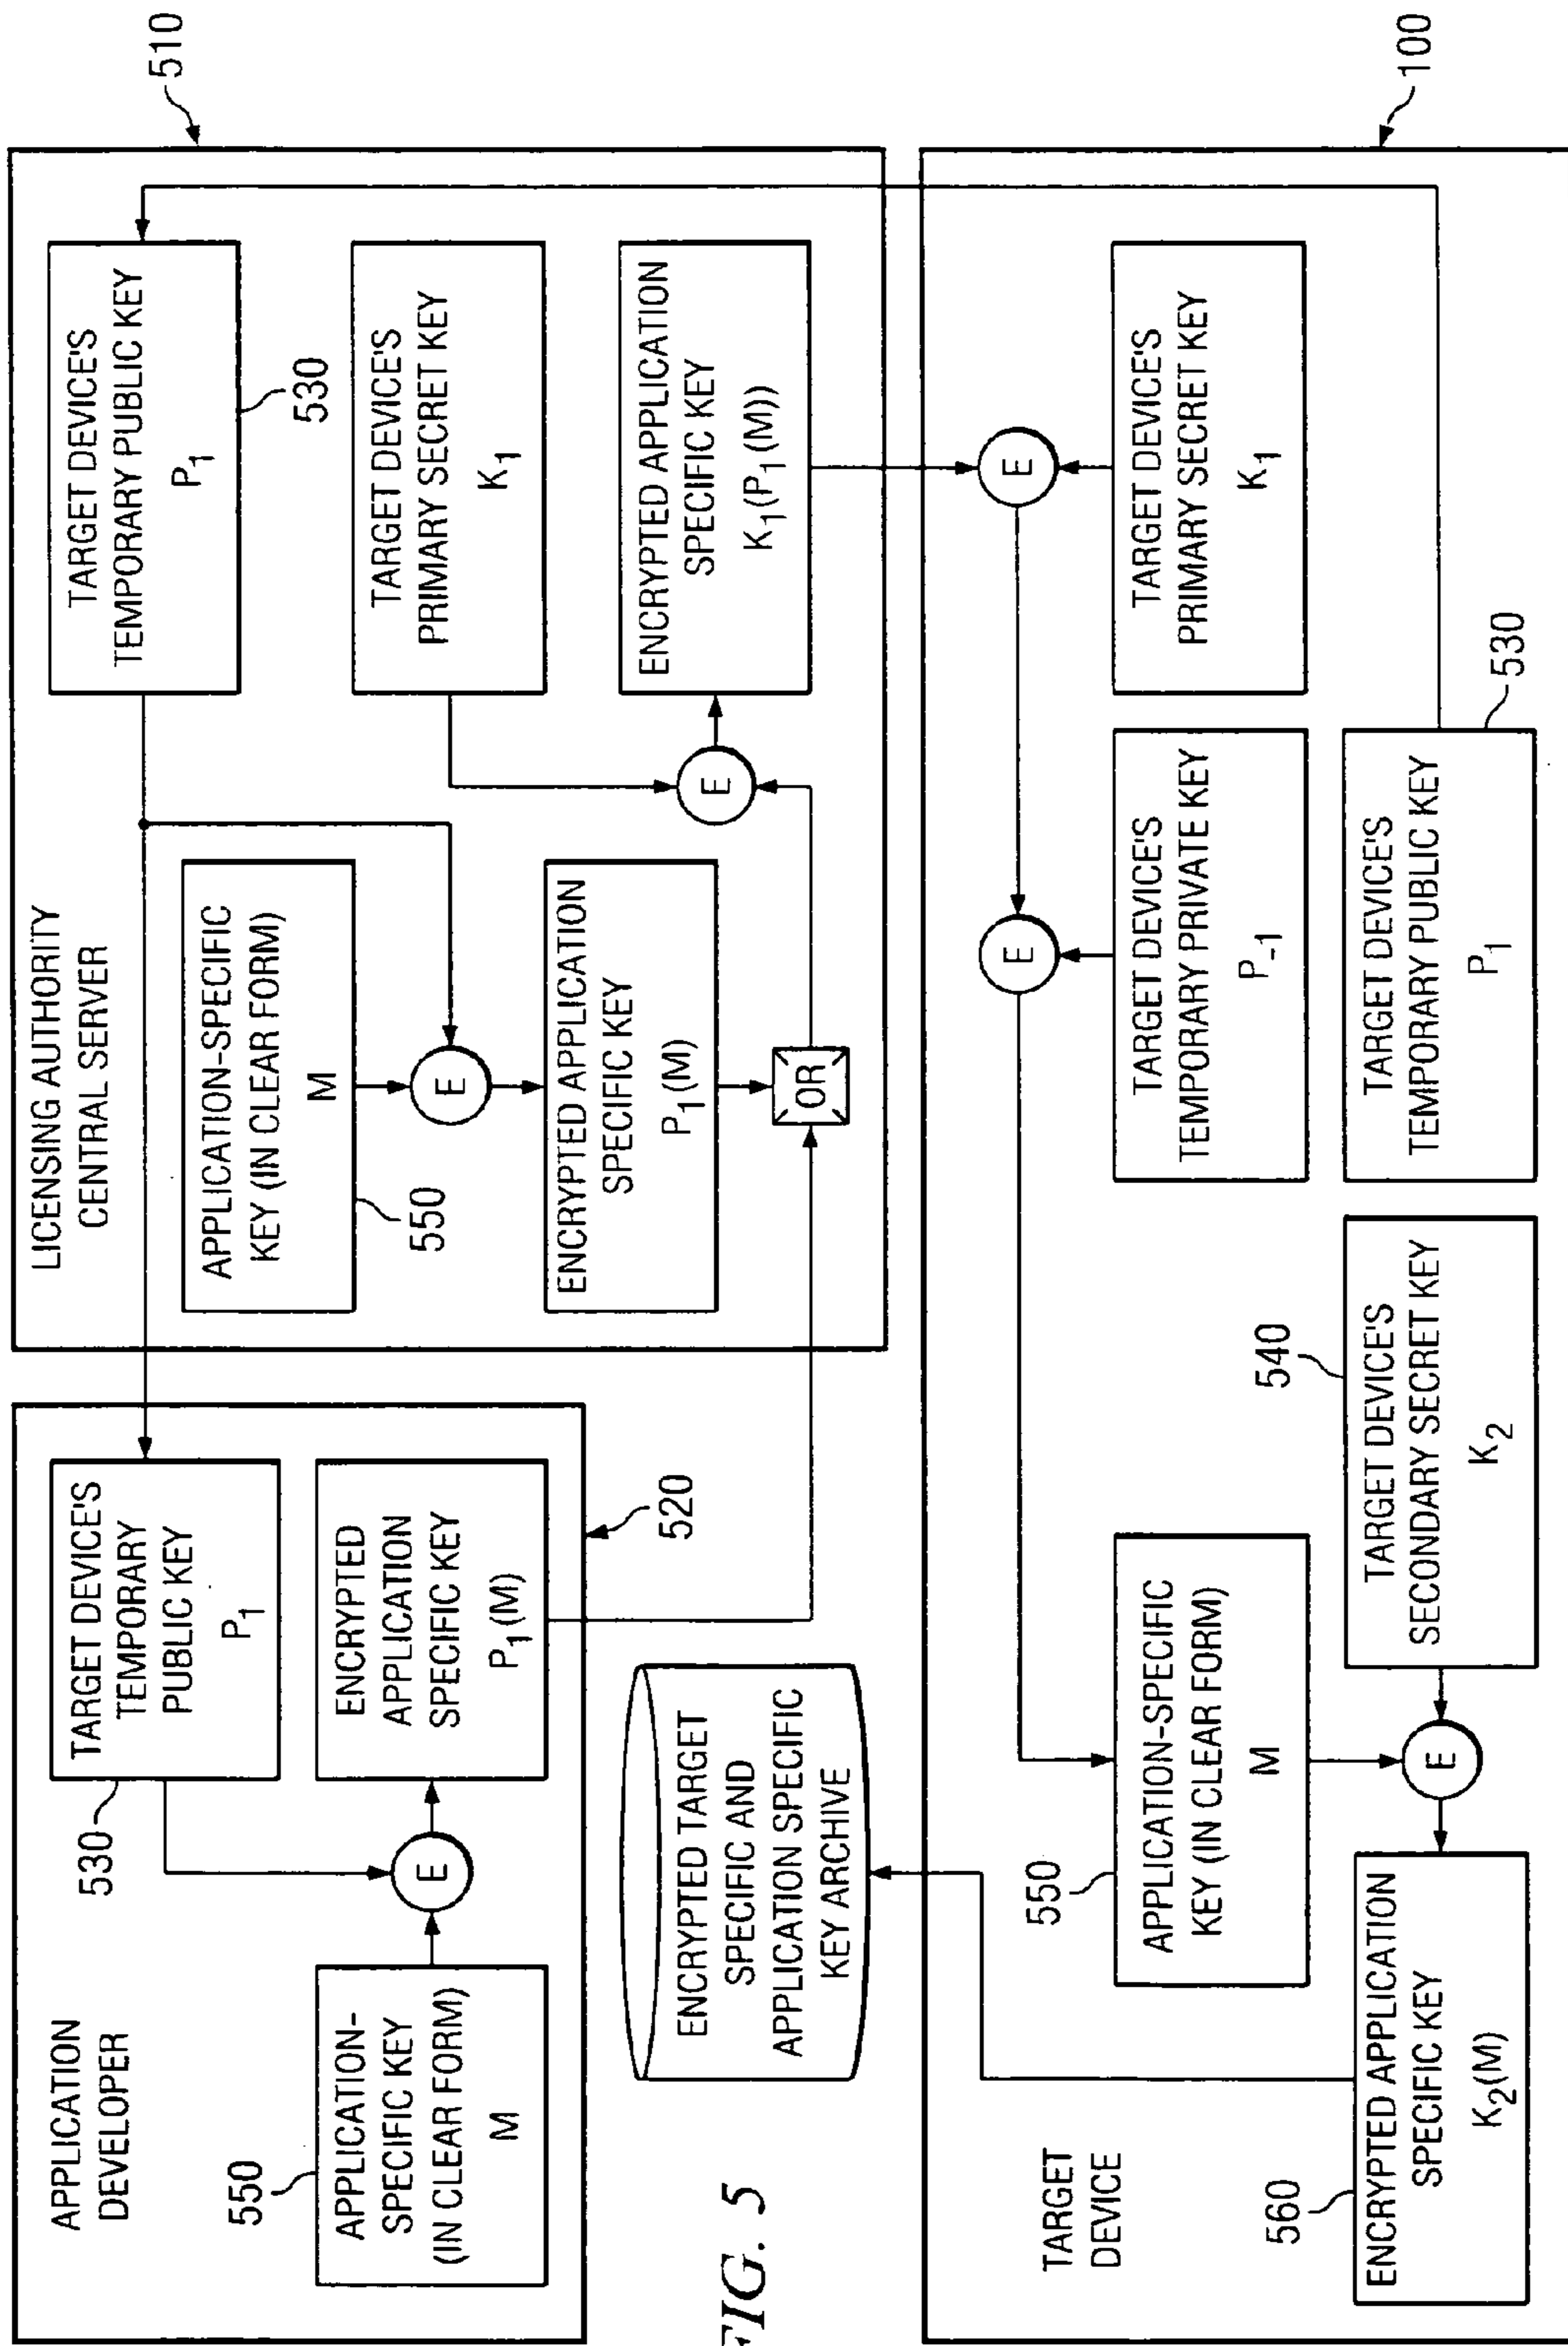 APPLICATION
DEVELOPER
550
APPLICATION-
SPECIFIC KEY
(IN CLEAR FORM)
M
E
530
TARGET DEVICE'S
TEMPORARY
PUBLIC KEY
P1
ENCRYPTED
APPLICATION
SPECIFIC KEY
P1(M)
520
LICENSING AUTHORITY
CENTRAL SERVER
510
TARGET DEVICE'S
TEMPORARY PUBLIC KEY
P1
530
APPLICATION-SPECIFIC
KEY (IN CLEAR FORM)
M
550
E
TARGET DEVICE'S
PRIMARY SECRET KEY
K1
ENCRYPTED APPLICATION
SPECIFIC KEY
P1(M)
OR
E
ENCRYPTED APPLICATION
SPECIFIC KEY
K1(P1(M))
ENCRYPTED TARGET
SPECIFIC AND
APPLICATION SPECIFIC
KEY ARCHIVE
FIG. 5
TARGET
DEVICE
100
E
E
550
APPLICATION-SPECIFIC
KEY (IN CLEAR FORM)
M
TARGET DEVICE'S
TEMPORARY PRIVATE KEY
P-1
TARGET DEVICE'S
PRIMARY SECRET KEY
K1
560
ENCRYPTED APPLICATION
SPECIFIC KEY
K2(M)
E
540
TARGET DEVICE'S
SECONDARY SECRET KEY
K2
TARGET DEVICE'S
TEMPORARY PUBLIC KEY
P1
530